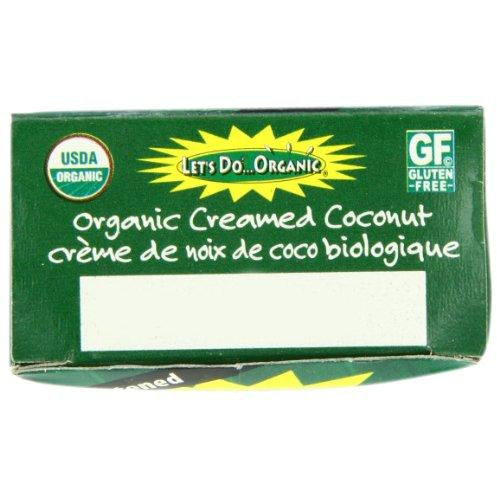 USDA
ORGANIC
LET'S DO...ORGANIC®
GF©
GLUTEN
-FREE-
Organic Creamed Coconut
crème de noix de coco biologique